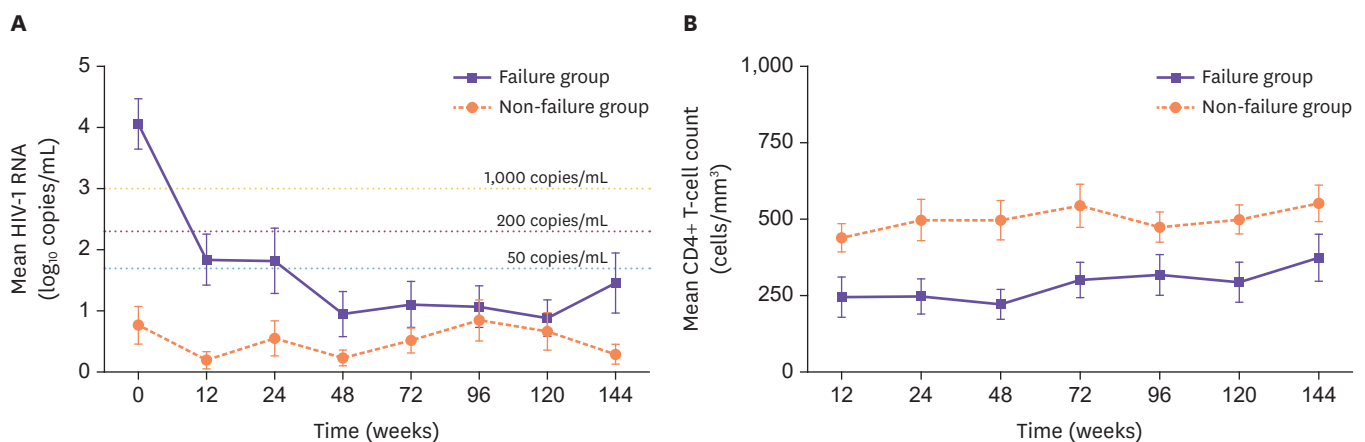 A
Mean HIV-1 RNA
(log₁₀ copies/mL)
5
4
3
2
1
0
Failure group
Non-failure group
1,000 copies/mL
200 copies/mL
50 copies/mL
0 12 24 48 72 96 120 144
Time (weeks)
B
Mean CD4+ T-cell count
(cells/mm³)
1,000
750
500
250
0
Failure group
Non-failure group
12 24 48 72 96 120 144
Time (weeks)